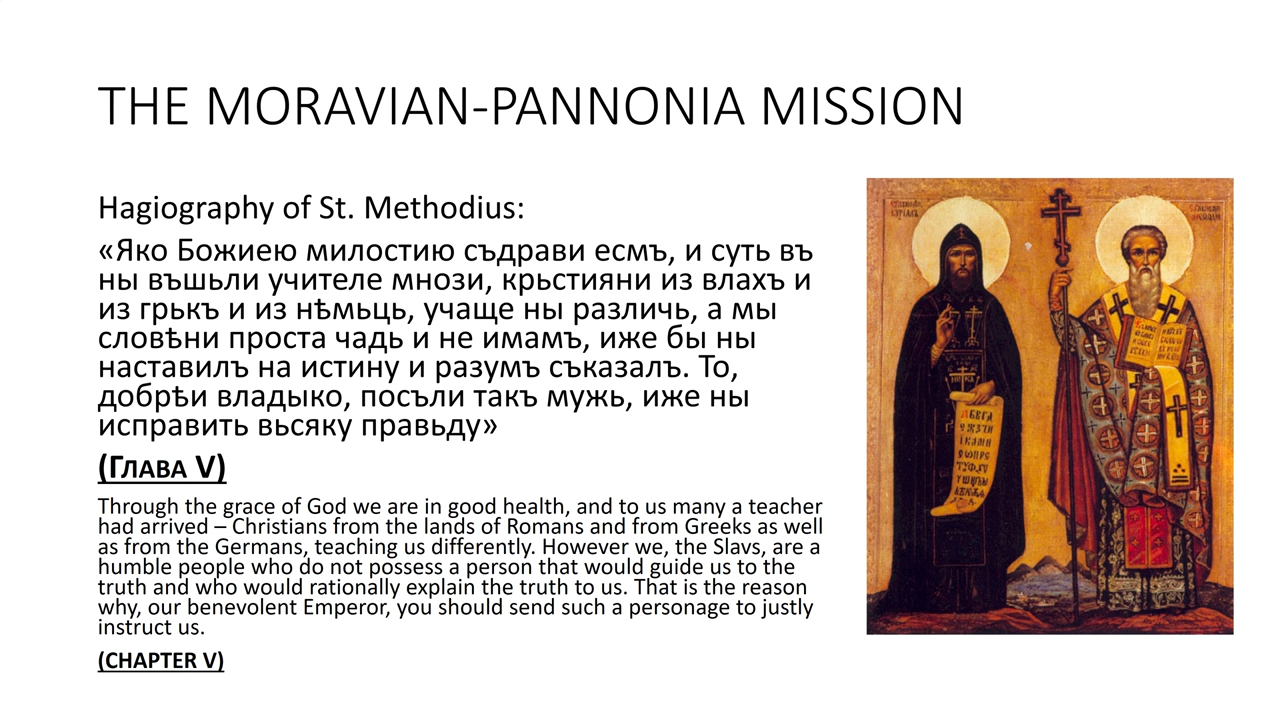 THE MORAVIAN-PANNONIA MISSION
Hagiography of St. Methodius:
«Яко Божиею милостию съдрави есмъ, и суть въ
ны въшьли учителе мнози, крьстияни из влахъ и
из грькъ и из нѣмьць, учаще ны различь, а мы
словѣни проста чадь и не имамъ, иже бы ны
наставилъ на истину и разумъ съказалъ. То,
добрѣи владыко, посъли такъ мужь, иже ны
исправить вьсяку правьду»
(ГЛАВА V)
Through the grace of God we are in good health, and to us many a teacher
had arrived – Christians from the lands of Romans and from Greeks as well
as from the Germans, teaching us differently. However we, the Slavs, are a
humble people who do not possess a person that would guide us to the
truth and who would rationally explain the truth to us. That is the reason
why, our benevolent Emperor, you should send such a personage to justly
instruct us.
(CHAPTER V)